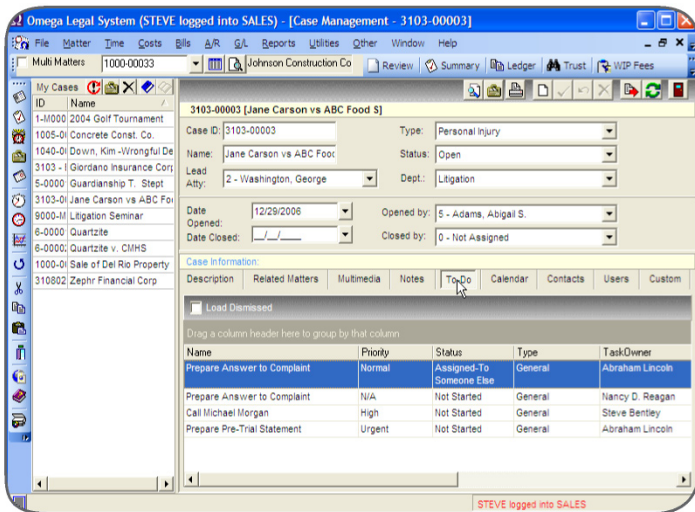 Omega Legal System (STEVE logged into SALES) - [Case Management - 3103-00003]
File Matter Time Costs Bills A/R G/L Reports Utilities Other Window Help
Multi Matters 1000-00033 Johnson Construction Co Review Summary Ledger Trust WIP Fees
My Cases
ID Name
1-M000 2004 Golf Tournament
1005-0( Concrete Const. Co.
1040-0( Down, Kim -Wrongful De
3103 - I Giordano Insurance Corp
5-0000 Guardianship T. Stept
3103-0( Jane Carson vs ABC Fo
9000-M Litigation Seminar
6-0000 Quartzite
6-0000: Quartzite v. CMHS
1000-0( Sale of Del Rio Property
310802 Zephr Financial Corp
3103-00003 [Jane Carson vs ABC Food S]
Case ID: 3103-00003 Type: Personal Injury
Name: Jane Carson vs ABC Food Status: Open
Lead Atty: 2 - Washington, George Dept.: Litigation
Date Opened: 12/29/2006 Opened by: 5 - Adams, Abigail S.
Date Closed: _/_/___ Closed by: 0 - Not Assigned
Case Information:
Description Related Matters Multimedia Notes To-Do Calendar Contacts Users Custom
Load Dismissed
Drag a column header here to group by that column
Name Priority Status Type TaskOwner
Prepare Answer to Complaint Normal Assigned-To Someone Else General Abraham Lincoln
Prepare Answer to Complaint N/A Not Started General Nancy D. Reagan
Call Michael Morgan High Not Started General Steve Bentley
Prepare Pre-Trial Statement Urgent Not Started General Abraham Lincoln
STEVE logged into SALES